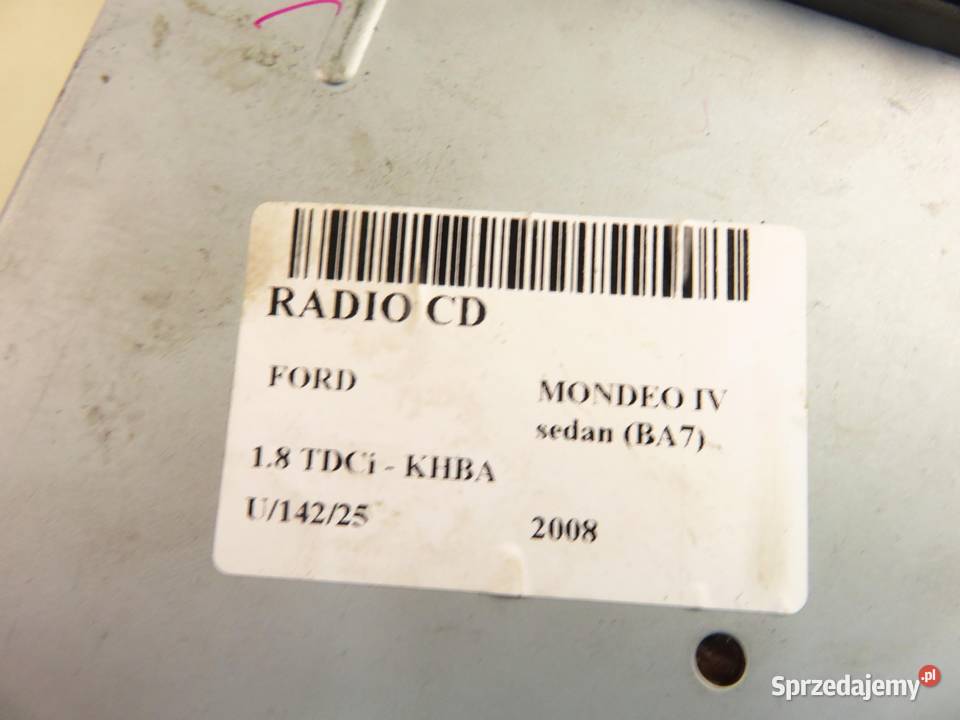 RADIO CD
FORD
MONDEO IV
sedan (BA7)
1.8 TDCi - KHBA
U/142/25
2008
Sprzedajemy.pl